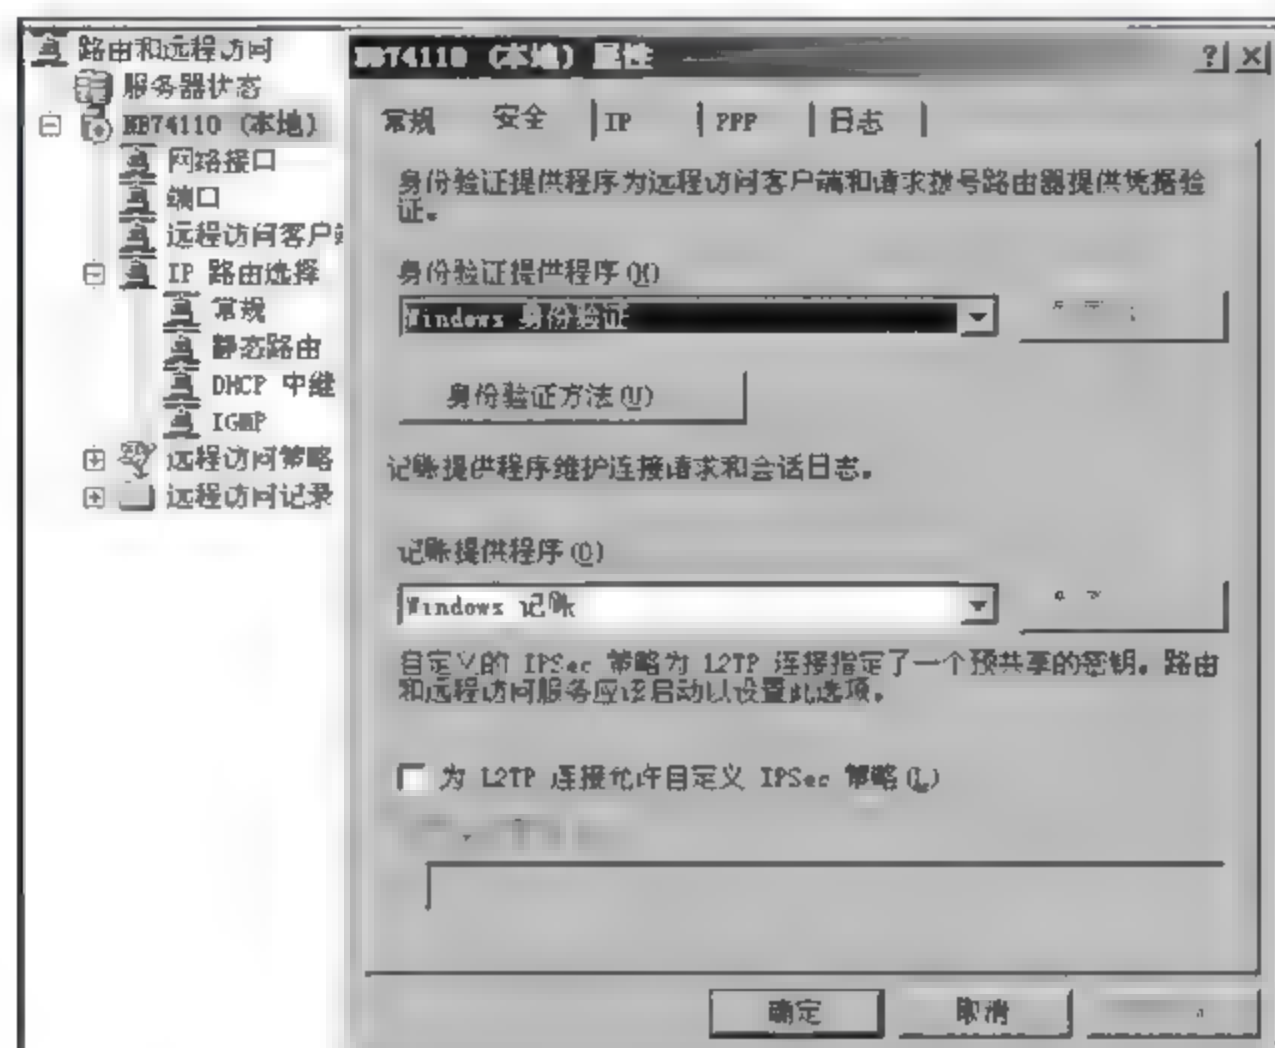 路由和远程访问
服务器状态
NB74110 (本地)
网络接口
端口
远程访问客户端
IP 路由选择
常规
静态路由
DHCP 中继
IGMP
远程访问策略
远程访问记录
NB74110 (本地) 属性
常规 安全 IP PPP 日志
身份验证提供程序为远程访问客户端和请求拨号路由器提供凭据验
证。
身份验证提供程序(H)
Windows 身份验证
身份验证方法(U)
记账提供程序维护连接请求和会话日志。
记账提供程序(O)
Windows 记账
自定义的 IPSec 策略为 L2TP 连接指定了一个预共享的密钥。路由
和远程访问服务应该启动以设置此选项。
为 L2TP 连接允许自定义 IPSec 策略(L)
确定 取消